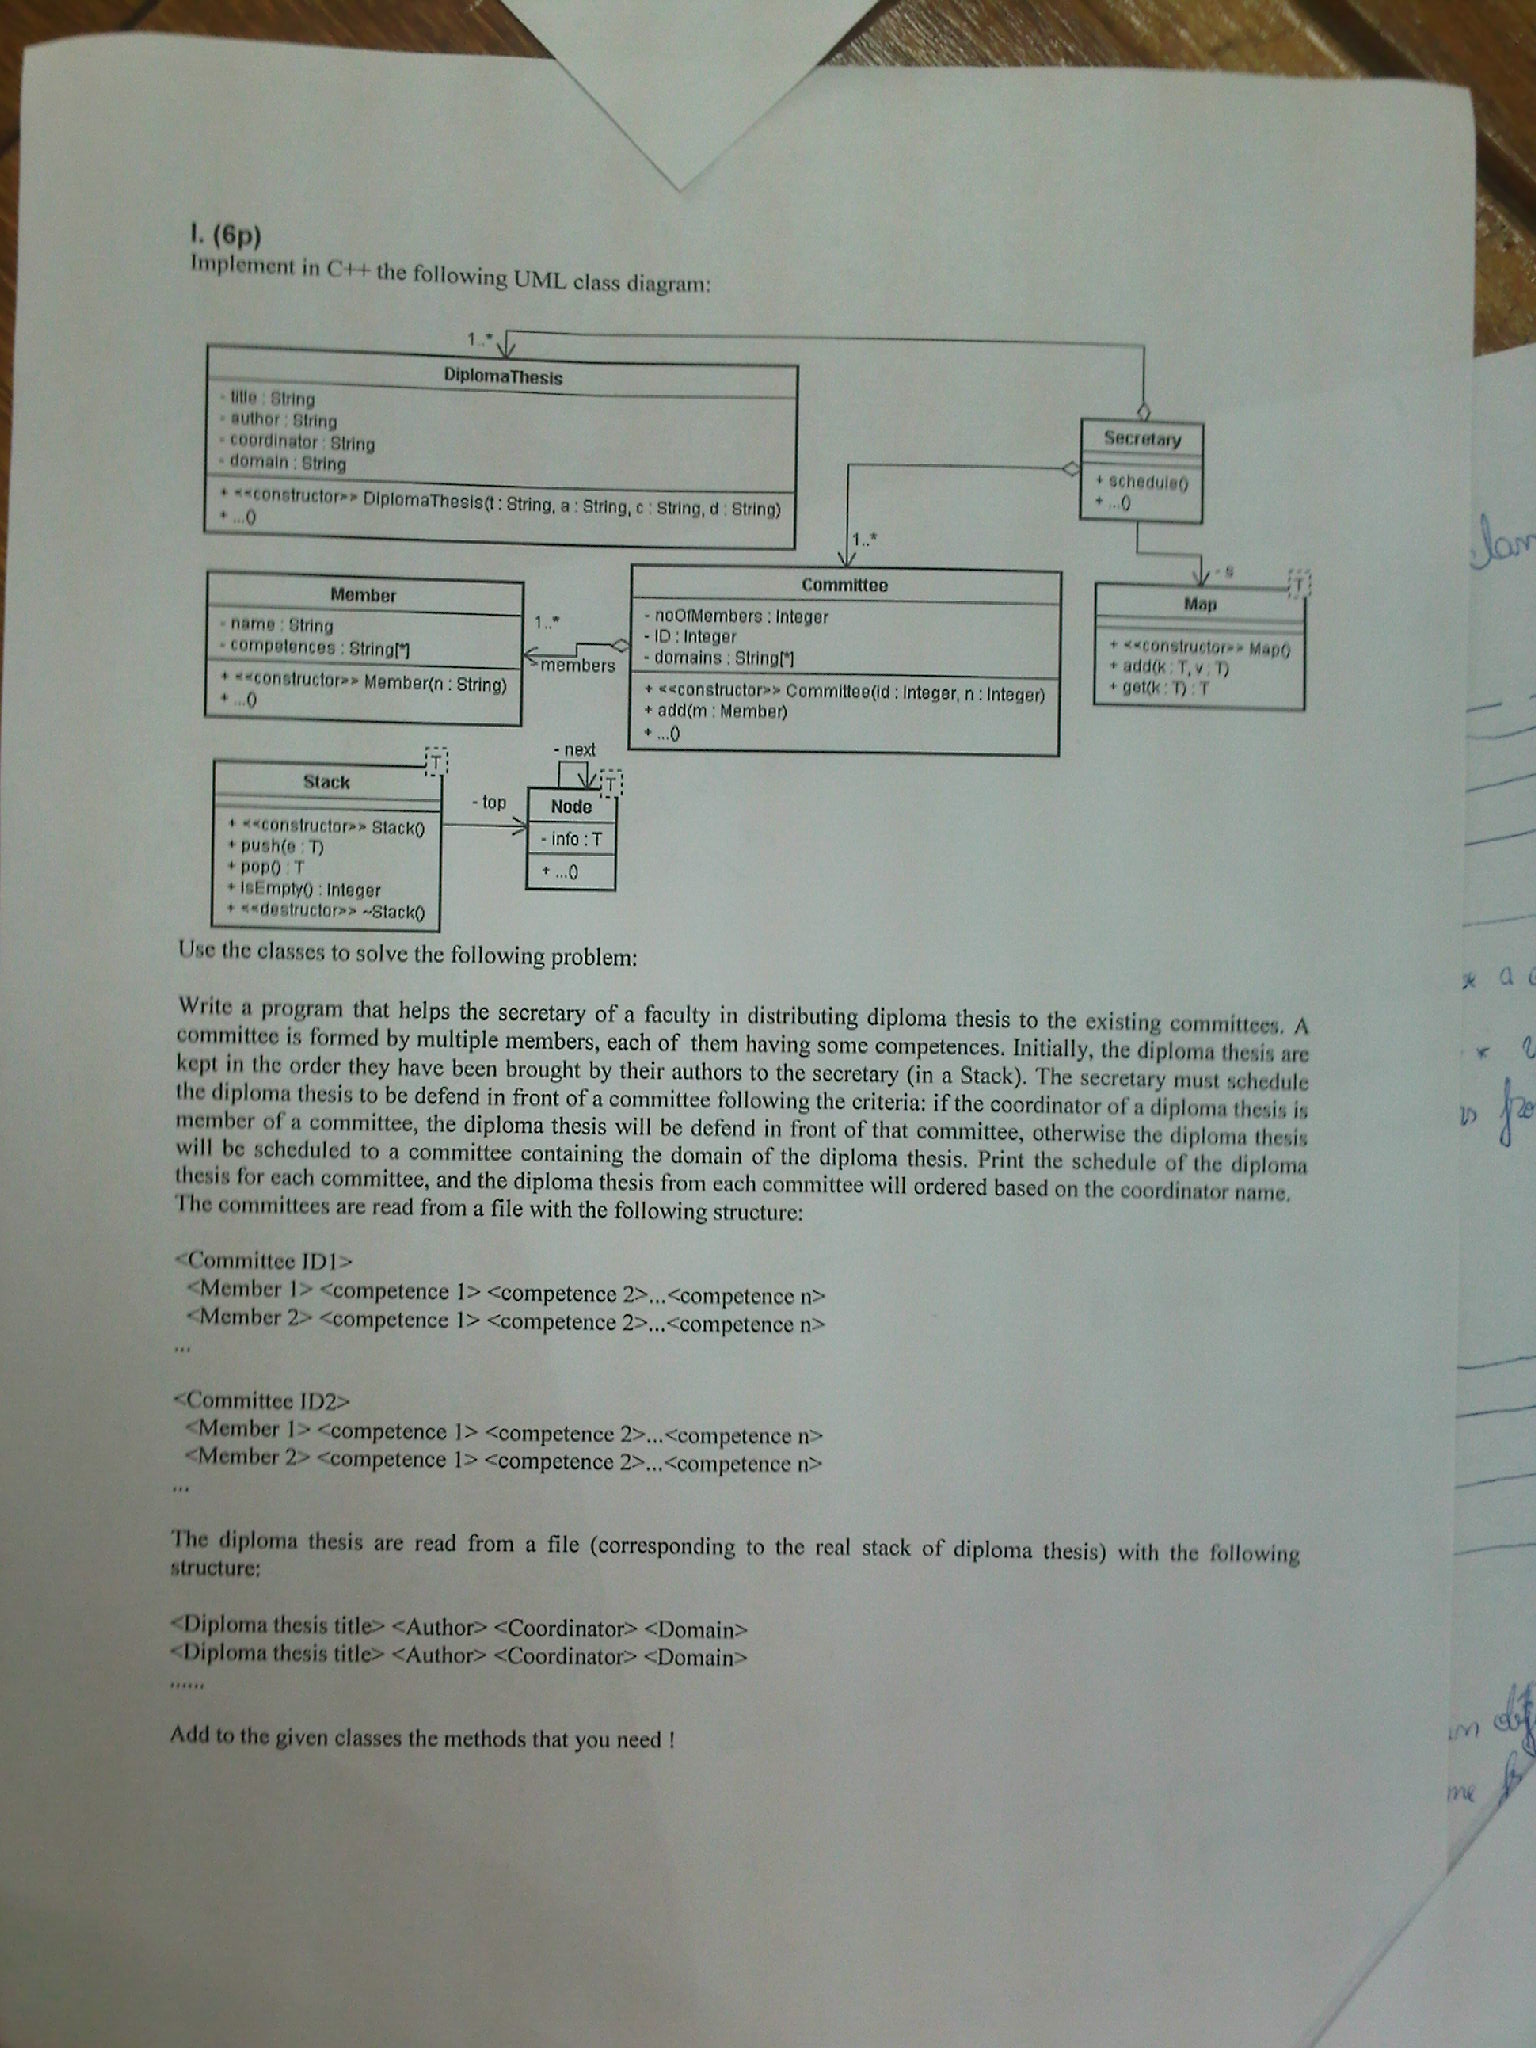 I. (6p)
Implement in C++ the following UML class diagram:
1..*
DiplomaThesis
- title : String
- author : String
- coordinator : String
- domain : String
+ <<constructor>> DiplomaThesis(t : String, a : String, c : String, d : String)
+ ...()
Secretary
+ schedule()
+ ...()
1..*
Member
- name : String
- competences : String[*]
+ <<constructor>> Member(n : String)
+ ...()
1..*
members
Committee
- noOfMembers : Integer
- ID : Integer
- domains : String[*]
+ <<constructor>> Committee(id : Integer, n : Integer)
+ add(m : Member)
+ ...()
- s
T
Map
+ <<constructor>> Map()
+ add(k : T, v : T)
+ get(k : T) : T
T
Stack
+ <<constructor>> Stack()
+ push(e : T)
+ pop() : T
+ isEmpty() : Integer
+ <<destructor>> ~Stack()
- top
- next
T
Node
- info : T
+ ...()
Use the classes to solve the following problem:
Write a program that helps the secretary of a faculty in distributing diploma thesis to the existing committees. A
committee is formed by multiple members, each of them having some competences. Initially, the diploma thesis are
kept in the order they have been brought by their authors to the secretary (in a Stack). The secretary must schedule
the diploma thesis to be defend in front of a committee following the criteria: if the coordinator of a diploma thesis is
member of a committee, the diploma thesis will be defend in front of that committee, otherwise the diploma thesis
will be scheduled to a committee containing the domain of the diploma thesis. Print the schedule of the diploma
thesis for each committee, and the diploma thesis from each committee will ordered based on the coordinator name.
The committees are read from a file with the following structure:
<Committee ID1>
<Member 1> <competence 1> <competence 2>...<competence n>
<Member 2> <competence 1> <competence 2>...<competence n>
...
<Committee ID2>
<Member 1> <competence 1> <competence 2>...<competence n>
<Member 2> <competence 1> <competence 2>...<competence n>
...
The diploma thesis are read from a file (corresponding to the real stack of diploma thesis) with the following
structure:
<Diploma thesis title> <Author> <Coordinator> <Domain>
<Diploma thesis title> <Author> <Coordinator> <Domain>
......
Add to the given classes the methods that you need !